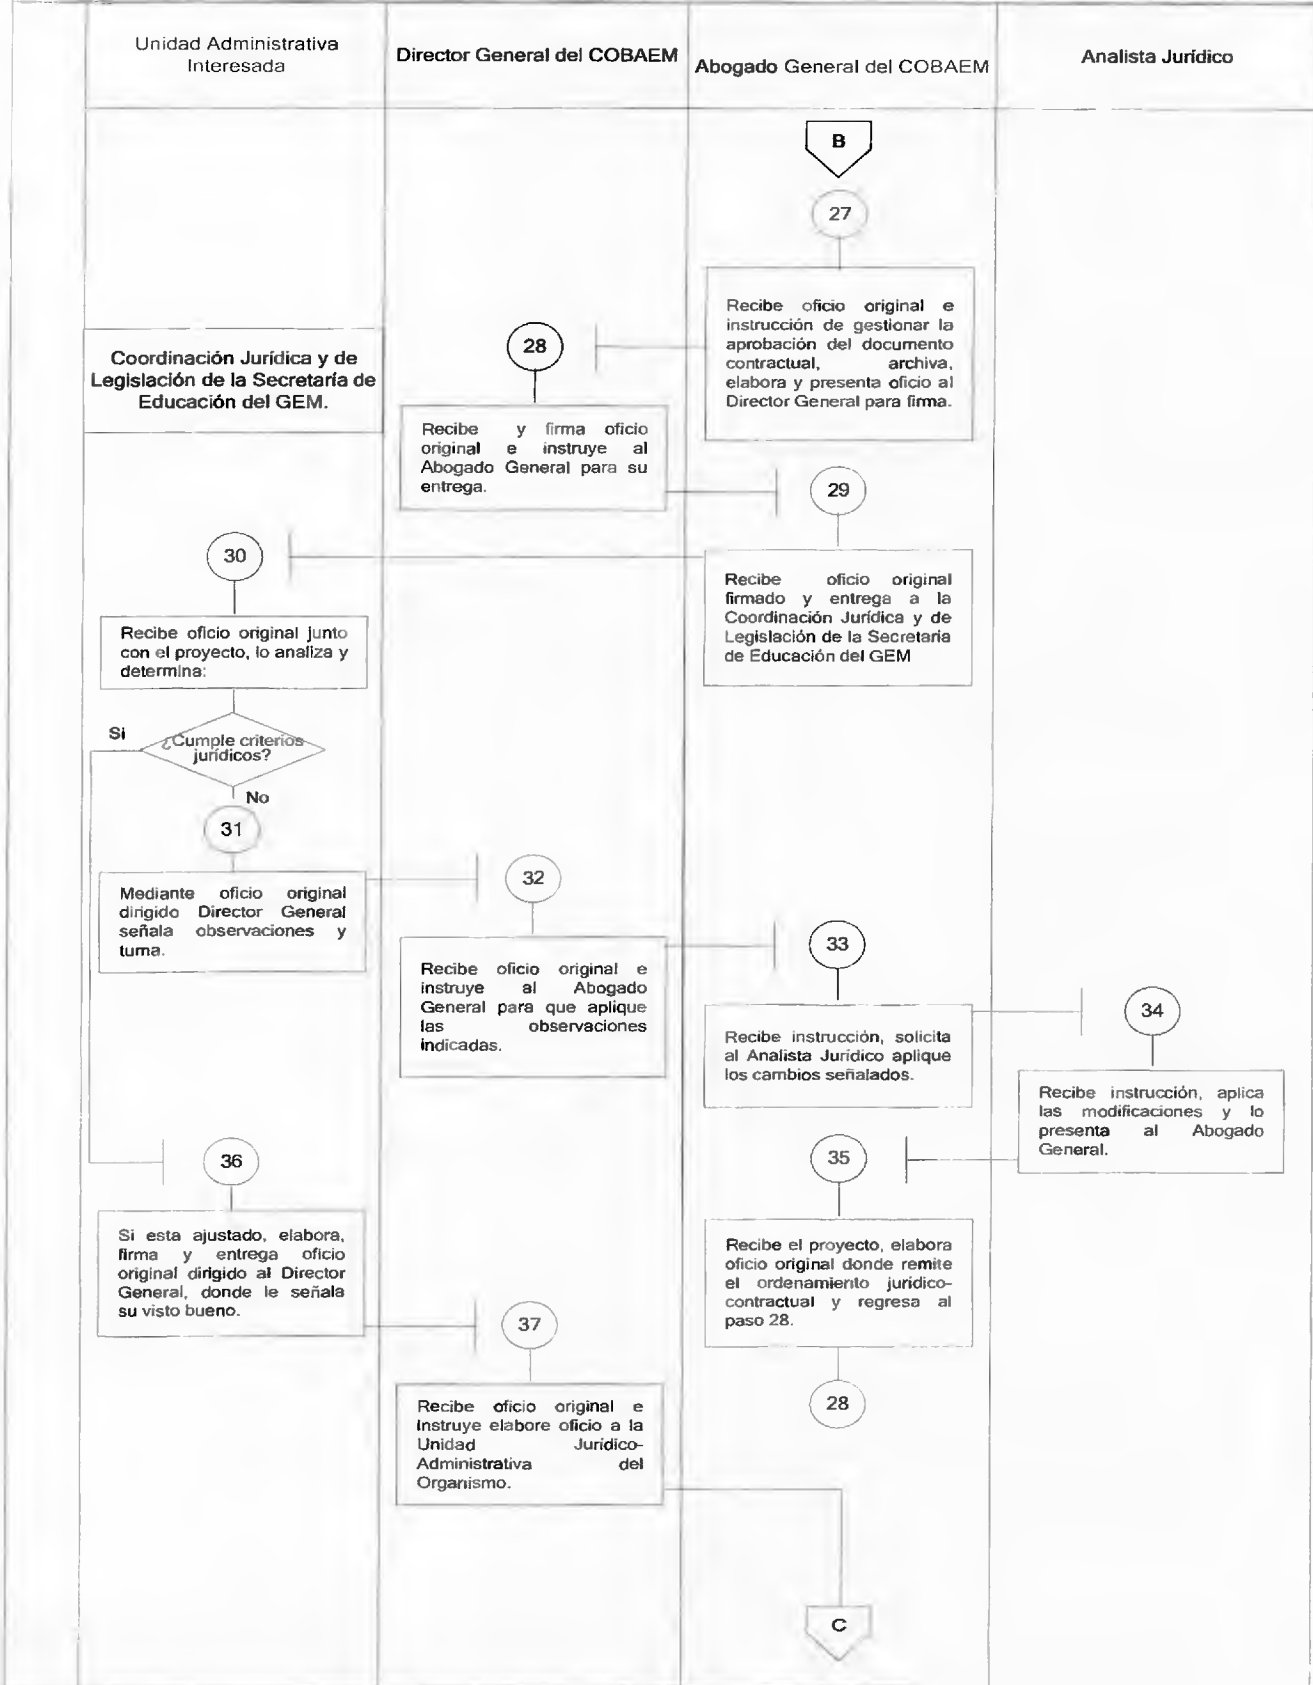 Unidad Administrativa
Interesada
Director General del COBAEM
Abogado General del COBAEM
Analista Jurídico
B
27
Recibe oficio original e
instrucción de gestionar la
aprobación del documento
contractual, archiva,
elabora y presenta oficio al
Director General para firma.
28
Coordinación Jurídica y de
Legislación de la Secretaría de
Educación del GEM.
Recibe y firma oficio
original e instruye al
Abogado General para su
entrega.
29
30
Recibe oficio original
firmado y entrega a la
Coordinación Jurídica y de
Legislación de la Secretaría
de Educación del GEM
Recibe oficio original junto
con el proyecto, lo analiza y
determina:
Si
¿Cumple criterios
jurídicos?
No
31
Mediante oficio original
dirigido Director General
señala observaciones y
turna.
32
Recibe oficio original e
instruye al Abogado
General para que aplique
las observaciones
indicadas.
33
Recibe instrucción, solicita
al Analista Jurídico aplique
los cambios señalados.
34
Recibe instrucción, aplica
las modificaciones y lo
presenta al Abogado
General.
35
36
Si esta ajustado, elabora,
firma y entrega oficio
original dirigido al Director
General, donde le señala
su visto bueno.
Recibe el proyecto, elabora
oficio original donde remite
el ordenamiento jurídico-
contractual y regresa al
paso 28.
37
28
Recibe oficio original e
Instruye elabore oficio a la
Unidad Jurídico-
Administrativa del
Organismo.
C